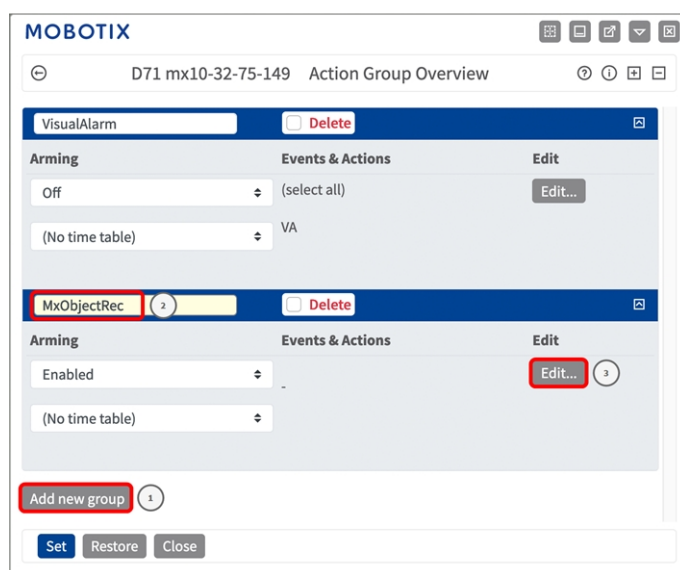 MOBOTIX
D71 mx10-32-75-149 Action Group Overview
VisualAlarm Delete
Arming Events & Actions Edit
Off (select all) Edit...
(No time table) VA
MxObjectRec 2 Delete
Arming Events & Actions Edit
Enabled - Edit... 3
(No time table)
Add new group 1
Set Restore Close